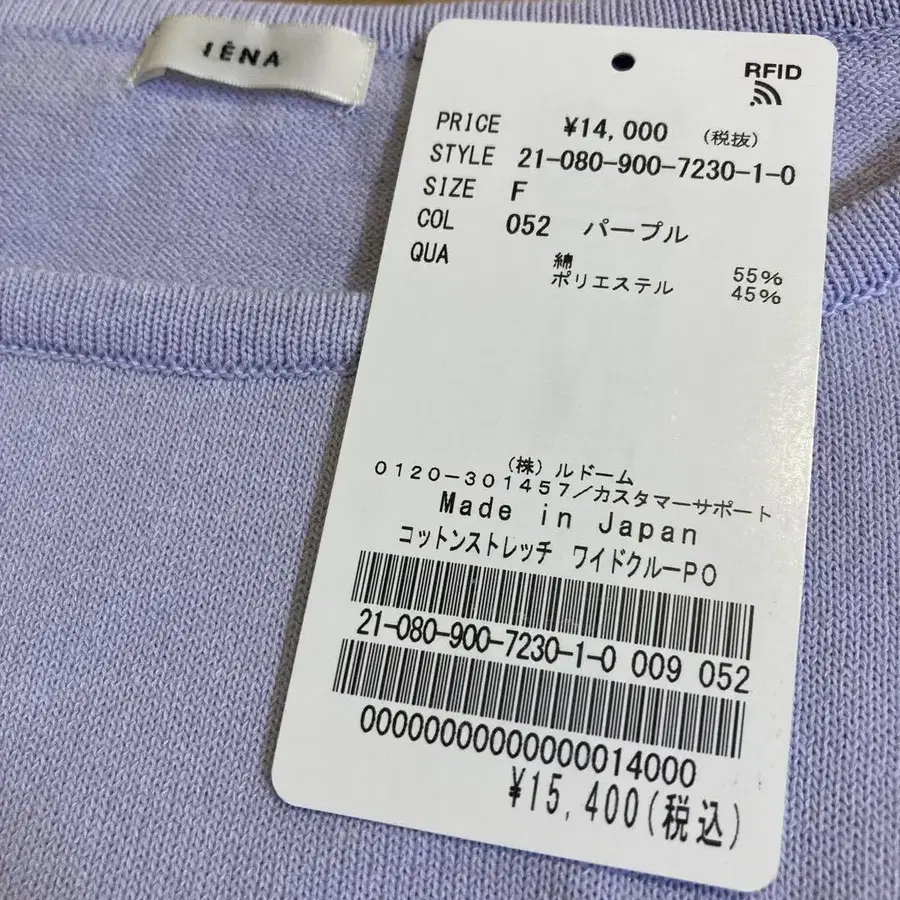 IÉNA
RFID
PRICE ¥14,000 (税抜)
STYLE 21-080-900-7230-1-0
SIZE F
COL 052 パープル
QUA 綿 55%
ポリエステル 45%
(株)ルドーム
0120-301457/カスタマーサポート
Made in Japan
コットンストレッチ ワイドクルーPO
21-080-900-7230-1-0 009 052
00000000000000014000
¥15,400(税込)